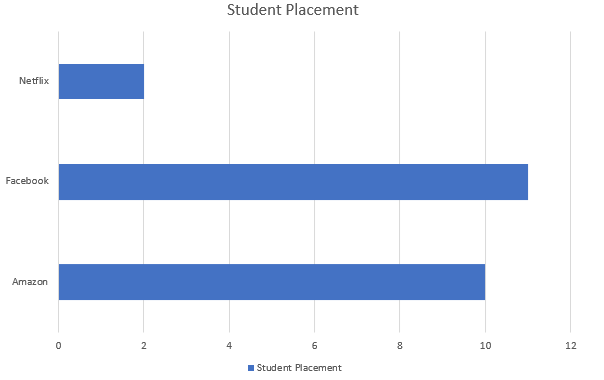 Student Placement
Netflix
Facebook
Amazon
0 2 4 6 8 10 12
Student Placement